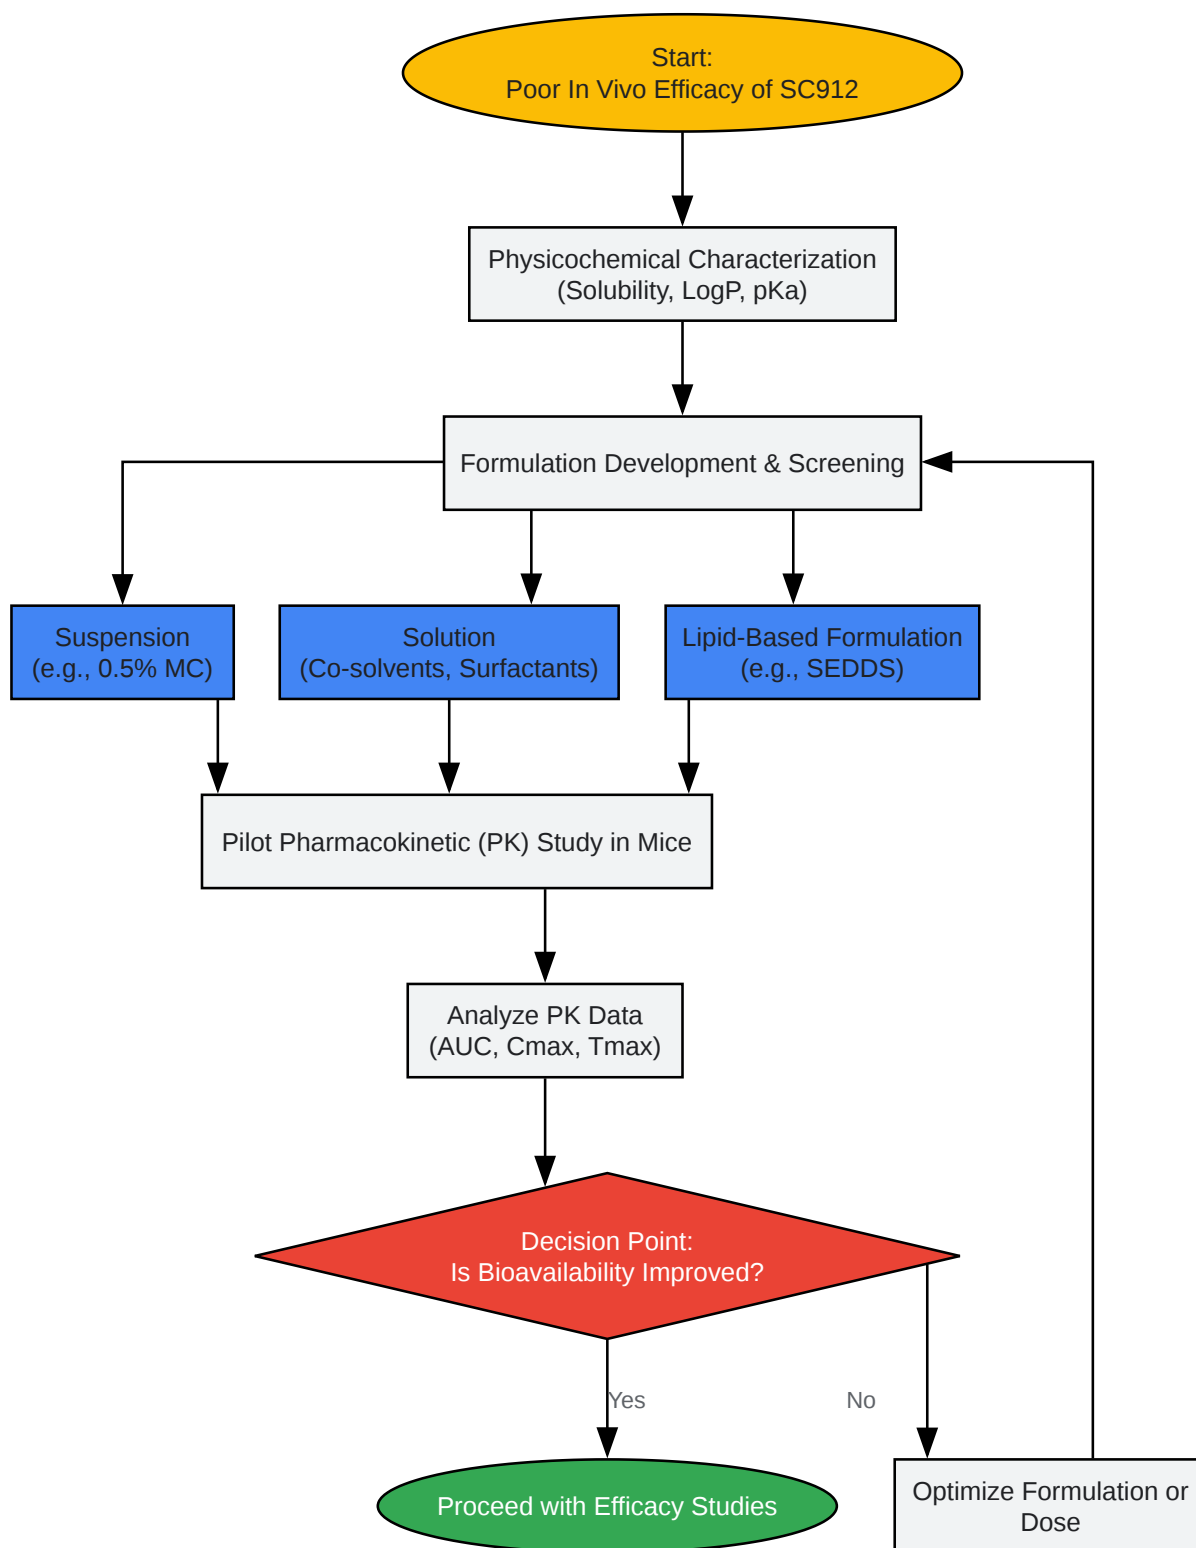 Start:
Poor In Vivo Efficacy of SC912
Physicochemical Characterization
(Solubility, LogP, pKa)
Formulation Development & Screening
Suspension
(e.g., 0.5% MC)
Solution
(Co-solvents, Surfactants)
Lipid-Based Formulation
(e.g., SEDDS)
Pilot Pharmacokinetic (PK) Study in Mice
Analyze PK Data
(AUC, Cmax, Tmax)
Decision Point:
Is Bioavailability Improved?
Yes
No
Proceed with Efficacy Studies
Optimize Formulation or
Dose